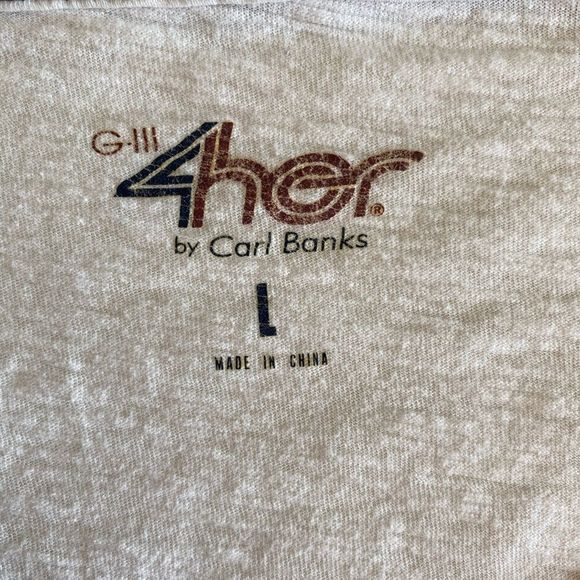 G-III
4her®
by Carl Banks
L
MADE IN CHINA